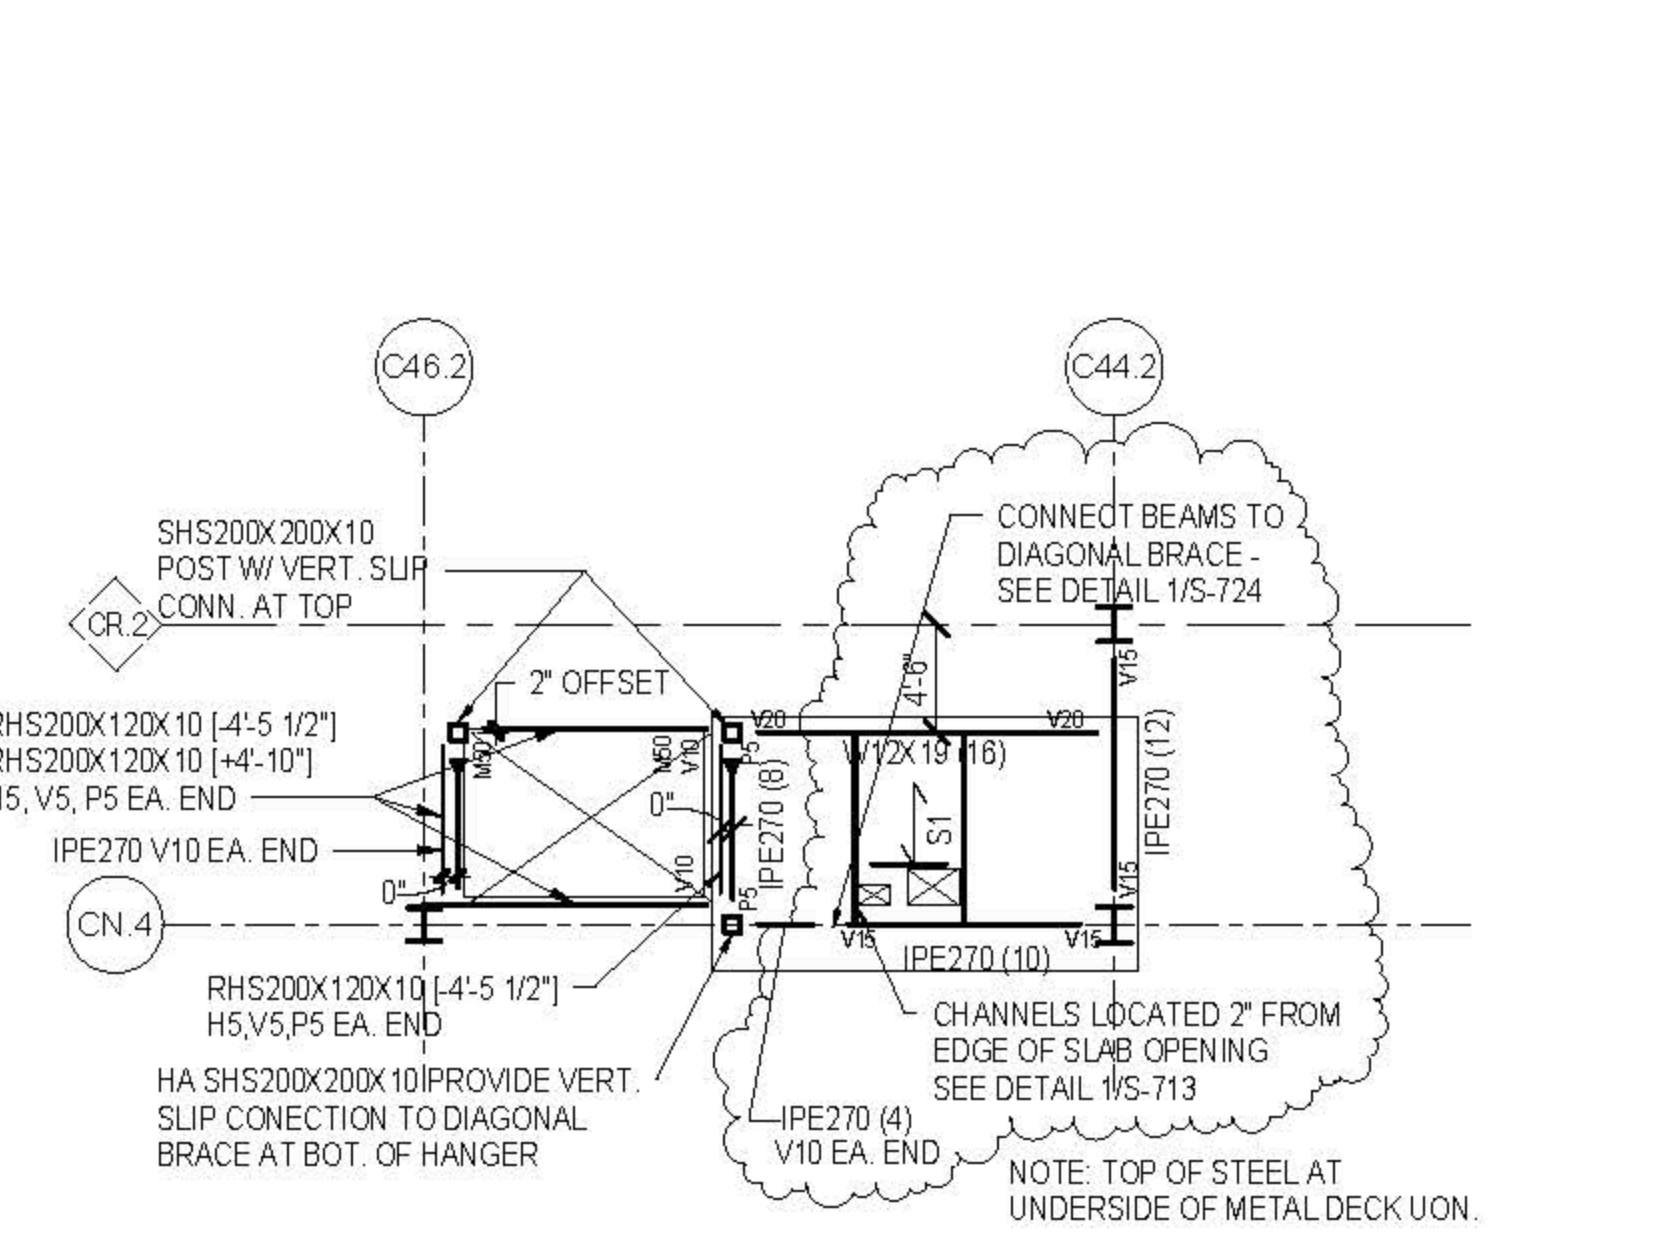 C46.2
C44.2
SHS200X200X10
POST W/ VERT. SLIP
CONN. AT TOP
CONNECT BEAMS TO
DIAGONAL BRACE -
SEE DETAIL 1/S-724
CR.2
2" OFFSET
4'-6"
V15
RHS200X120X10 [-4'-5 1/2"]
RHS200X120X10 [+4'-10"]
H5, V5, P5 EA. END
IPE270 V10 EA. END
0"
M50
M50
V10
P5
V20
V20
W12X19 (16)
0"
IPE270 (8)
S1
IPE270 (12)
V10
P5
V15
CN.4
V15
V15
IPE270 (10)
RHS200X120X10 [-4'-5 1/2"]
H5,V5,P5 EA. END
CHANNELS LOCATED 2" FROM
EDGE OF SLAB OPENING
SEE DETAIL 1/S-713
HA SHS200X200X10 PROVIDE VERT.
SLIP CONECTION TO DIAGONAL
BRACE AT BOT. OF HANGER
IPE270 (4)
V10 EA. END
NOTE: TOP OF STEEL AT
UNDERSIDE OF METAL DECK UON.